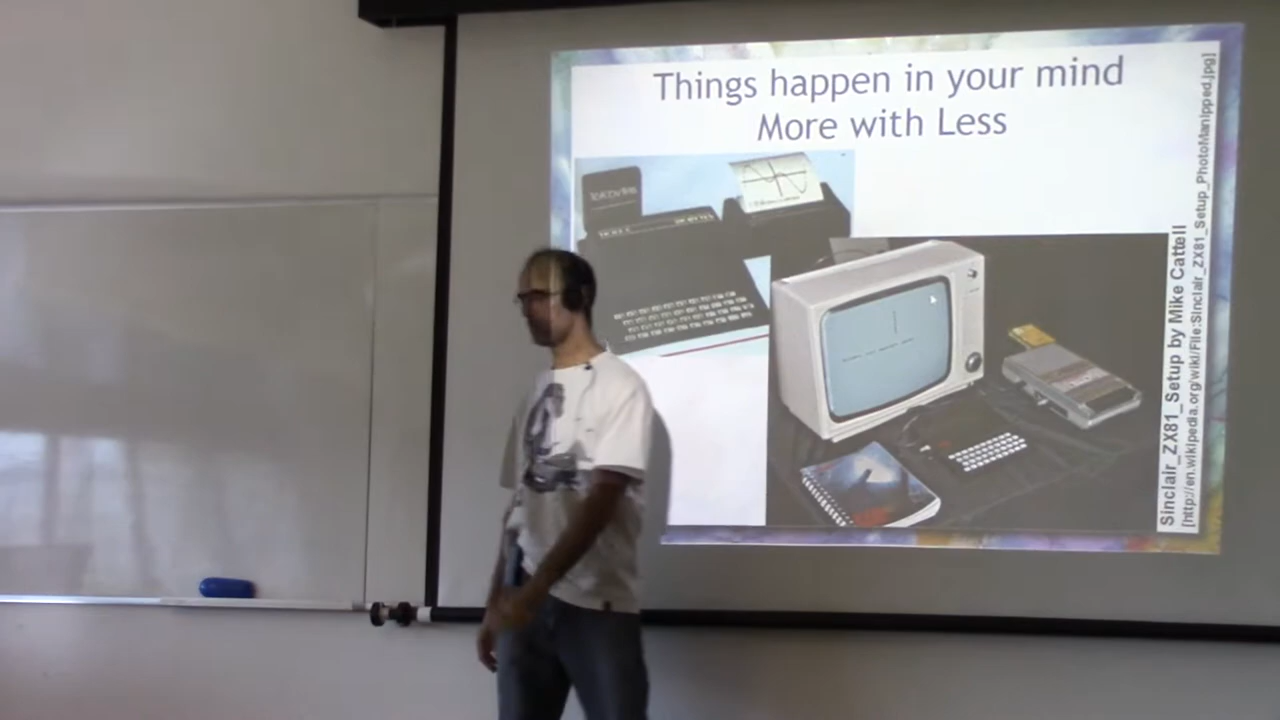 Things happen in your mind
More with Less
Sinclair_ZX81_Setup by Mike Cattell
[http://en.wikipedia.org/wiki/File:Sinclair_ZX81_Setup_PhotoManipped.jpg]